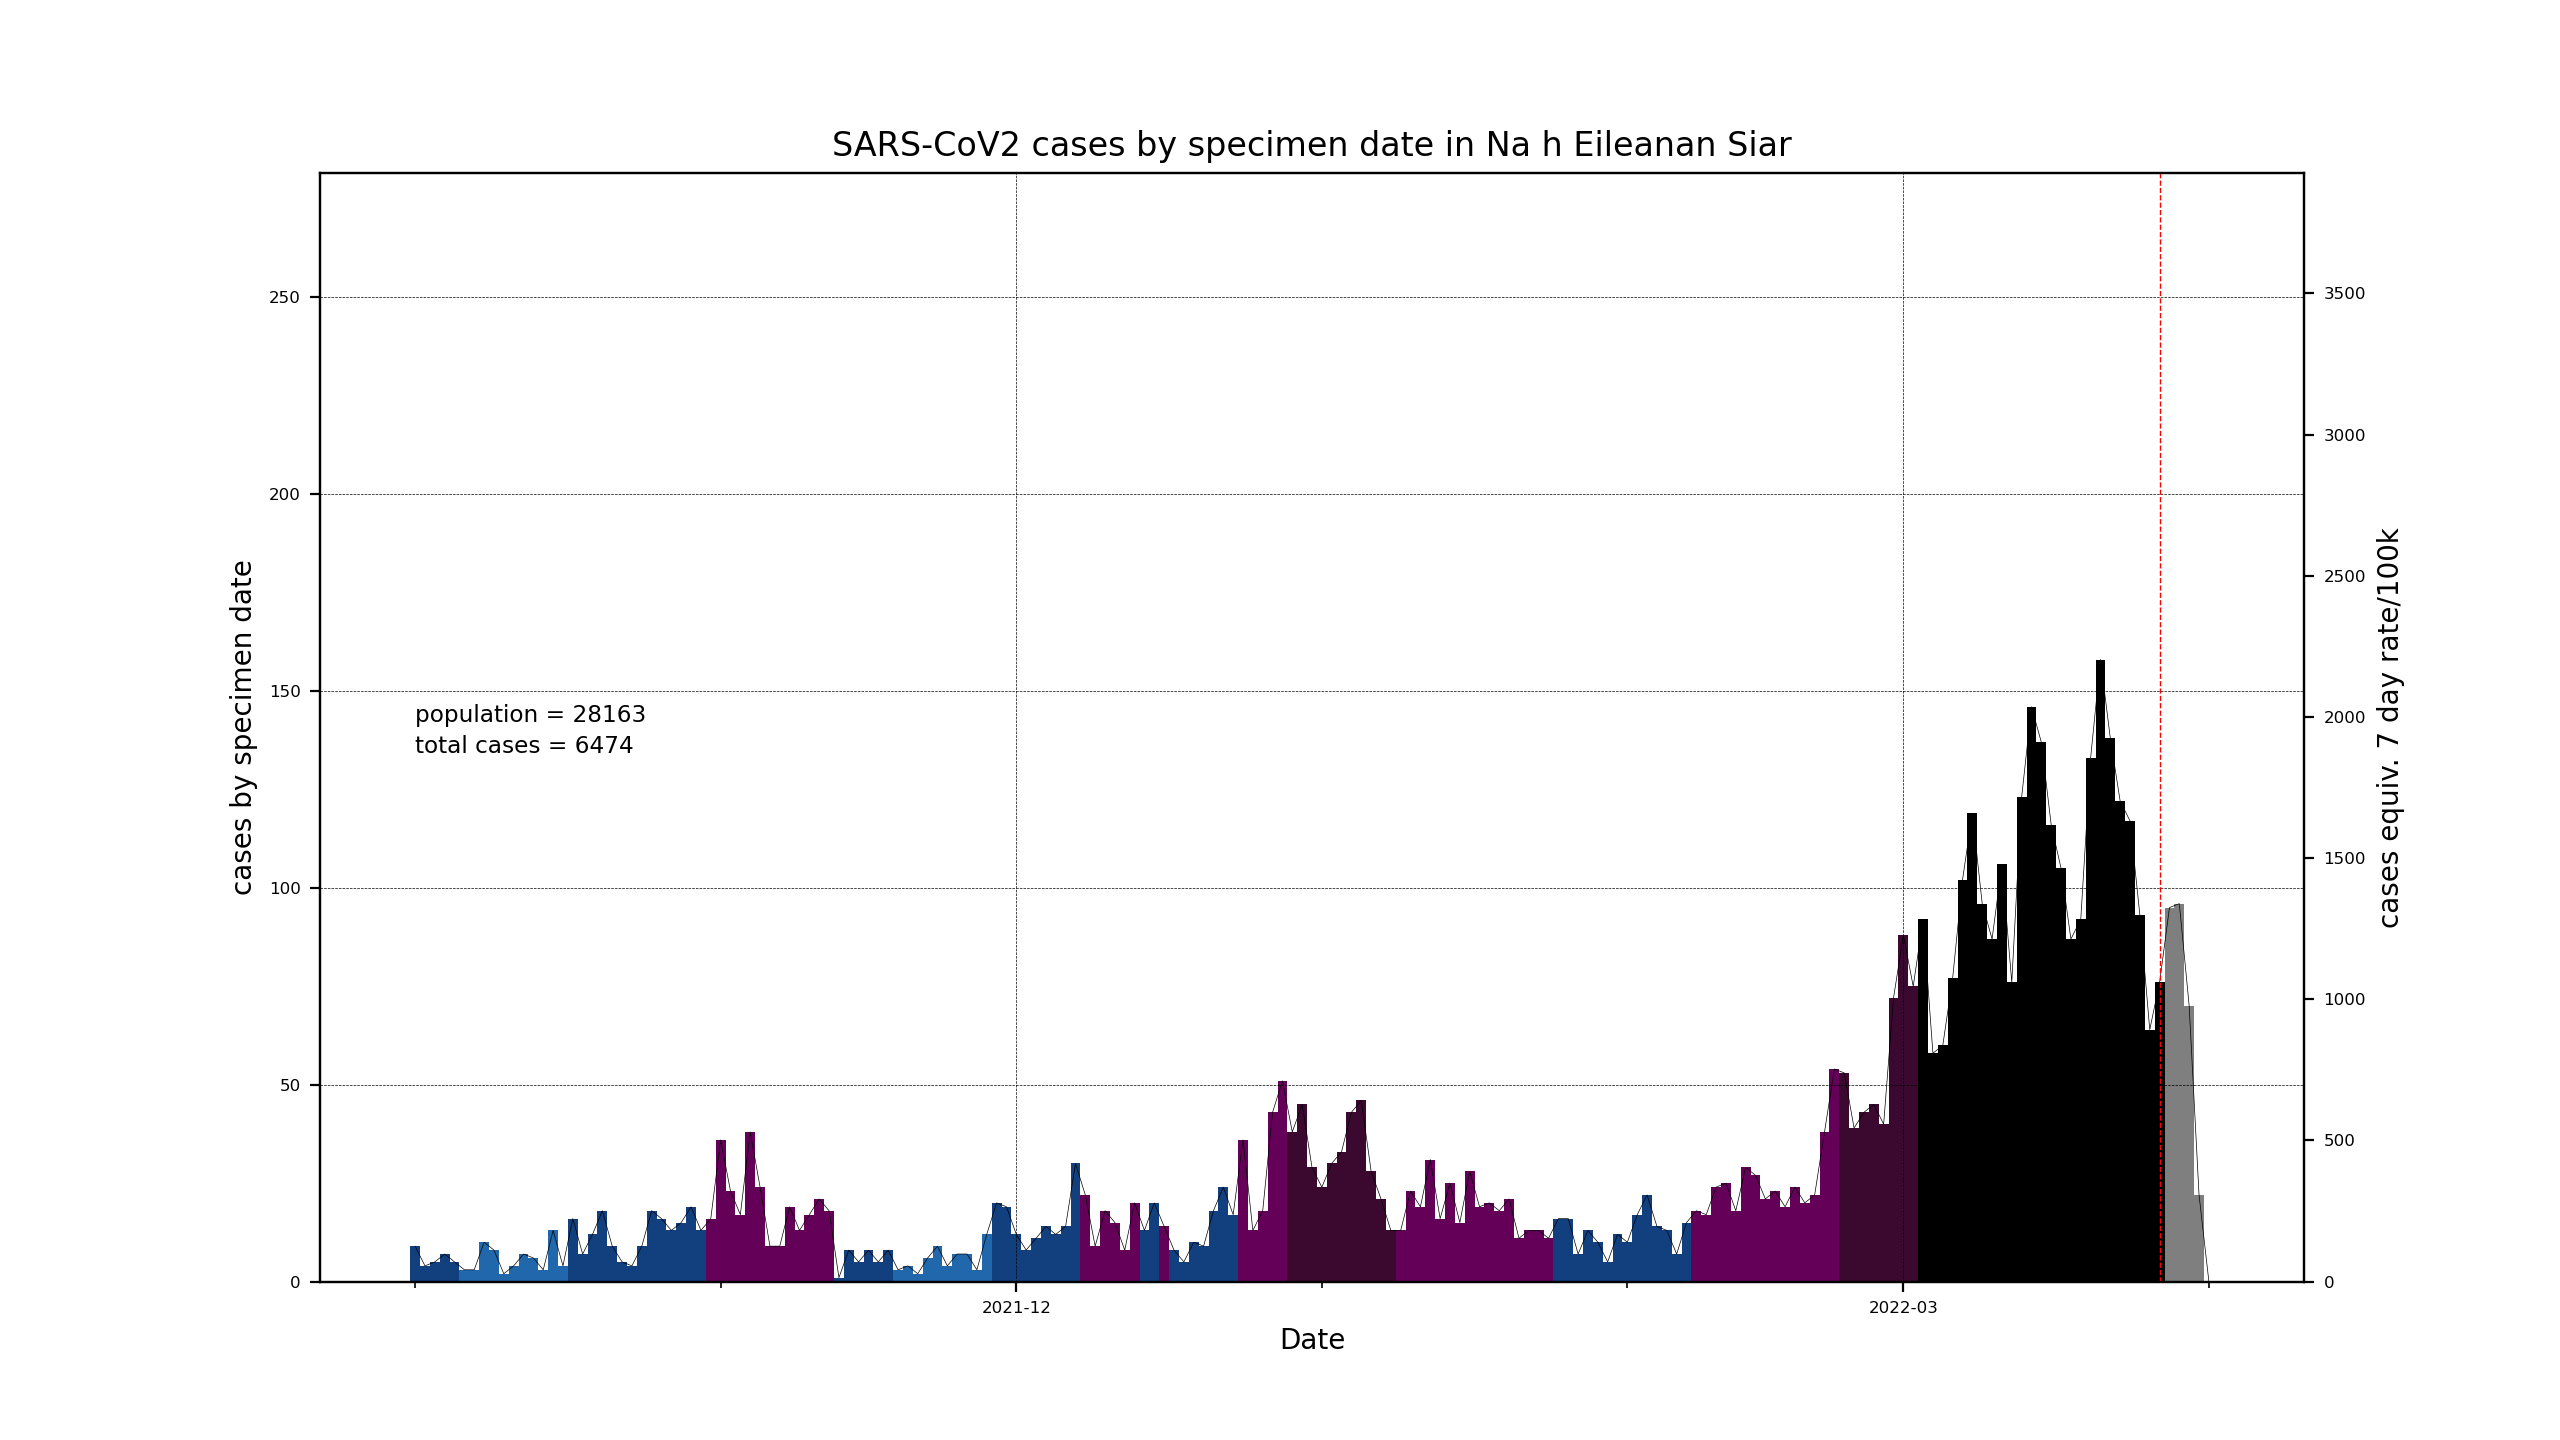 SARS-CoV2 cases by specimen date in Na h Eileanan Siar
cases by specimen date
250
200
150
100
50
0
population = 28163
total cases = 6474
3500
3000
2500
2000
1500
1000
500
0
cases equiv. 7 day rate/100k
2021-12
2022-03
Date